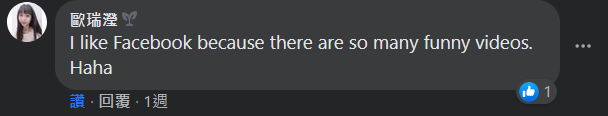 歐瑞瀅
I like Facebook because there are so many funny videos.
Haha
讚 · 回覆 · 1週
1